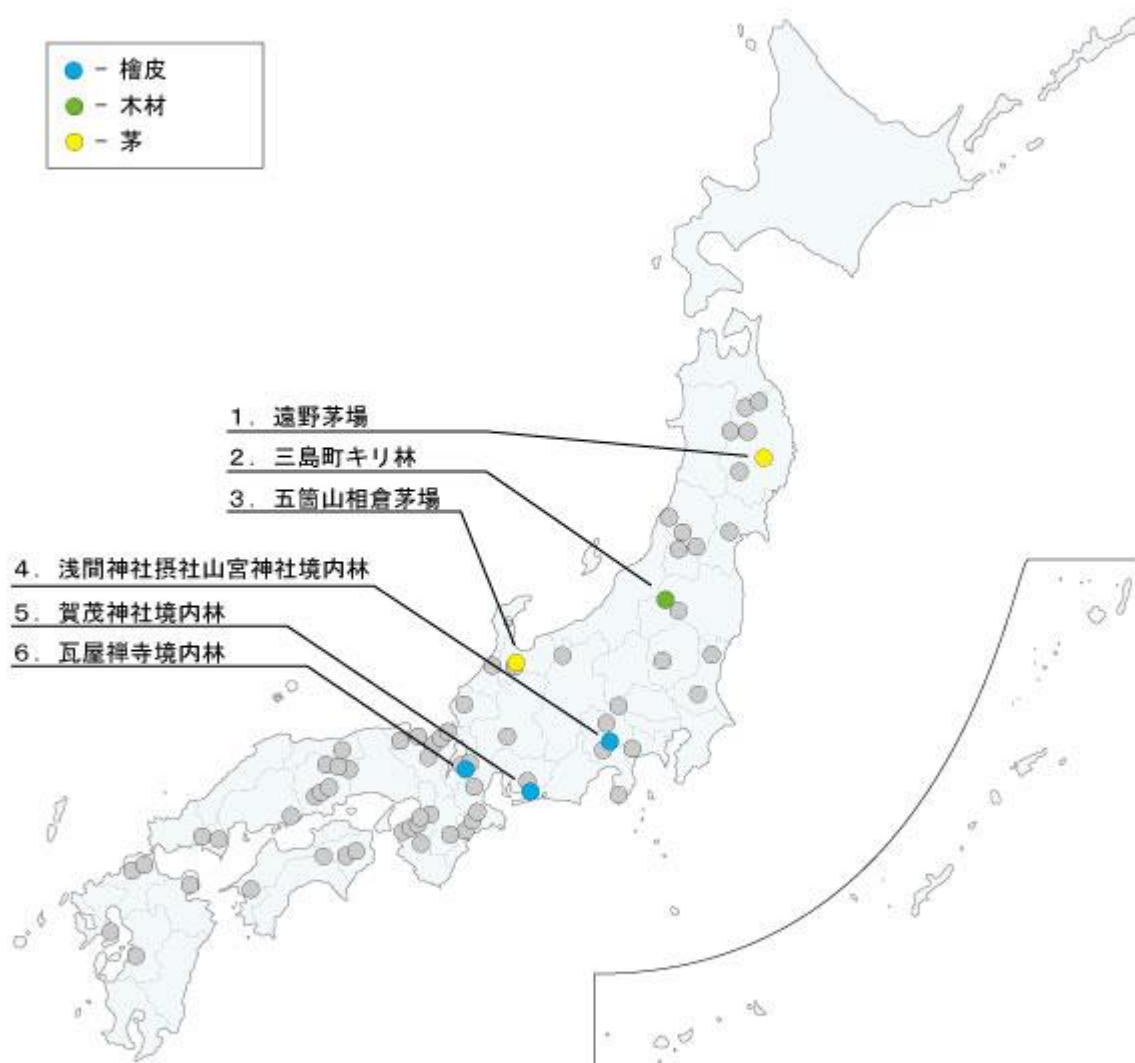 - 檜皮
- 木材
- 茅
1. 遠野茅場
2. 三島町キリ林
3. 五箇山相倉茅場
4. 浅間神社摂社山宮神社境内林
5. 賀茂神社境内林
6. 瓦屋禅寺境内林